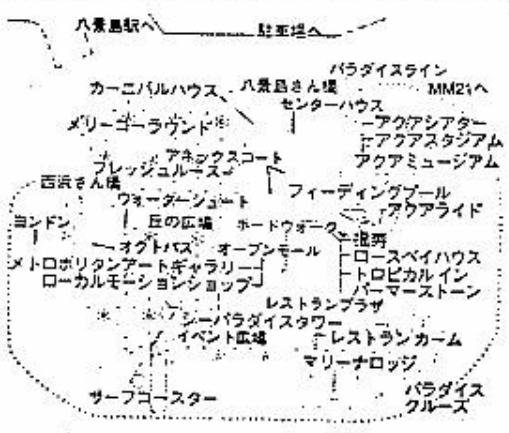 八景島駅へ
駐車場へ
パラダイスライン
MM21へ
カーニバルハウス
八景島さん橋
センターハウス
メリーゴーラウンド
アクアシアター
アクアスタジアム
アクアミュージアム
アネックスコート
フレッシュルース
西浜さん橋
フィーディングプール
ウォーターシュート
アクアライド
ヨンドン
丘の広場
ボードウォーク
オクトパス
オープンモール
ロースベイハウス
メトロポリタンアートギャラリー
トロピカルイン
ローカルモーションショップ
パーマーストーン
レストランプラザ
シーパラダイスタワー
イベント広場
レストランカーム
マリーナロッジ
サーフコースター
パラダイス
クルーズ